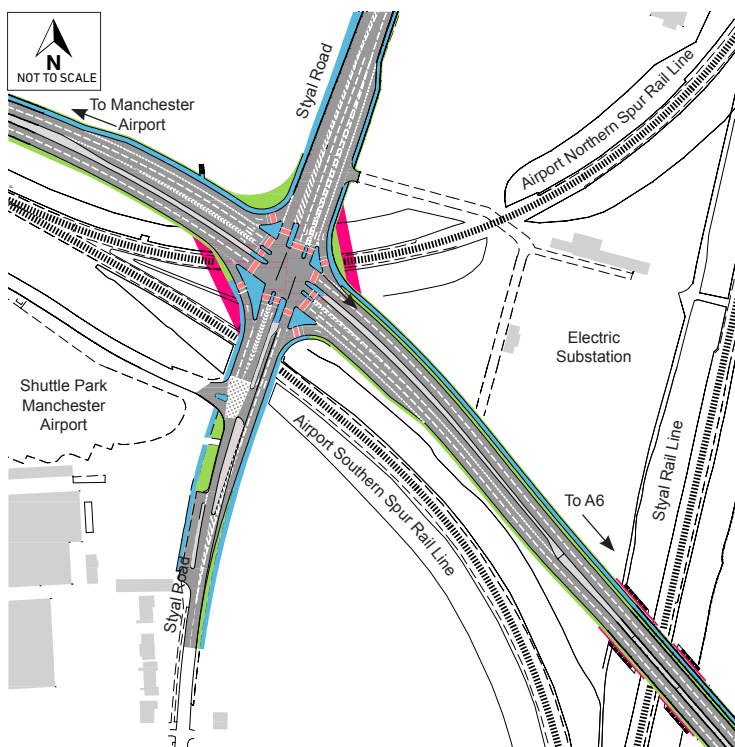 N
NOT TO SCALE
Styal Road
To Manchester
Airport
Airport Northern Spur Rail Line
Electric
Substation
Shuttle Park
Manchester
Airport
Airport Southern Spur Rail Line
Styal Rail Line
To A6
Styal Road